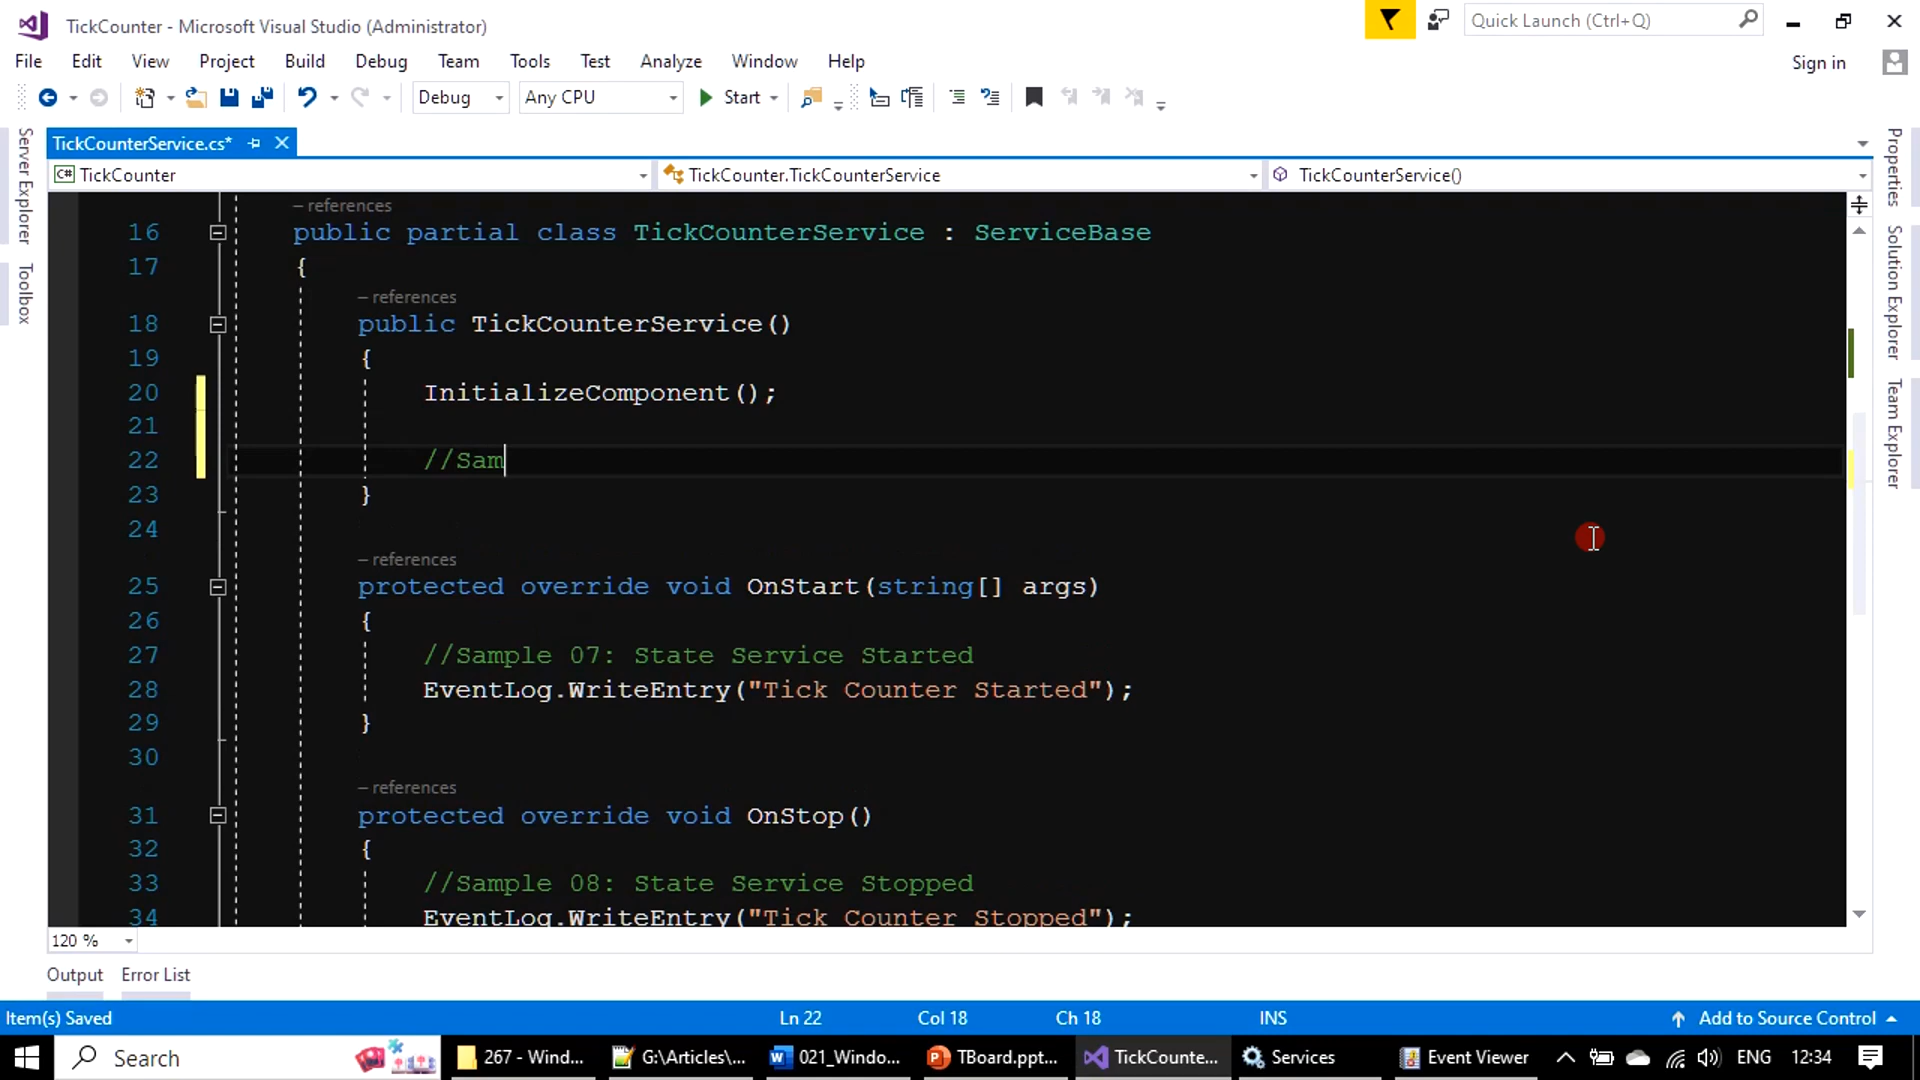 TickCounter - Microsoft Visual Studio (Administrator)
Quick Launch (Ctrl+Q)
File Edit View Project Build Debug Team Tools Test Analyze Window Help
Sign in
Debug Any CPU Start
TickCounterService.cs*
TickCounter TickCounter.TickCounterService TickCounterService()
Server Explorer
Toolbox
Properties
Solution Explorer
Team Explorer
– references
16 public partial class TickCounterService : ServiceBase
17 {
– references
18 public TickCounterService()
19 {
20 InitializeComponent();
21
22 //Sam
23 }
24
– references
25 protected override void OnStart(string[] args)
26 {
27 //Sample 07: State Service Started
28 EventLog.WriteEntry("Tick Counter Started");
29 }
30
– references
31 protected override void OnStop()
32 {
33 //Sample 08: State Service Stopped
34 EventLog.WriteEntry("Tick Counter Stopped");
120 %
Output Error List
Item(s) Saved Ln 22 Col 18 Ch 18 INS Add to Source Control
Search 267 - Wind... G:\Articles\... 021_Windo... TBoard.ppt... TickCounte... Services Event Viewer ENG 12:34